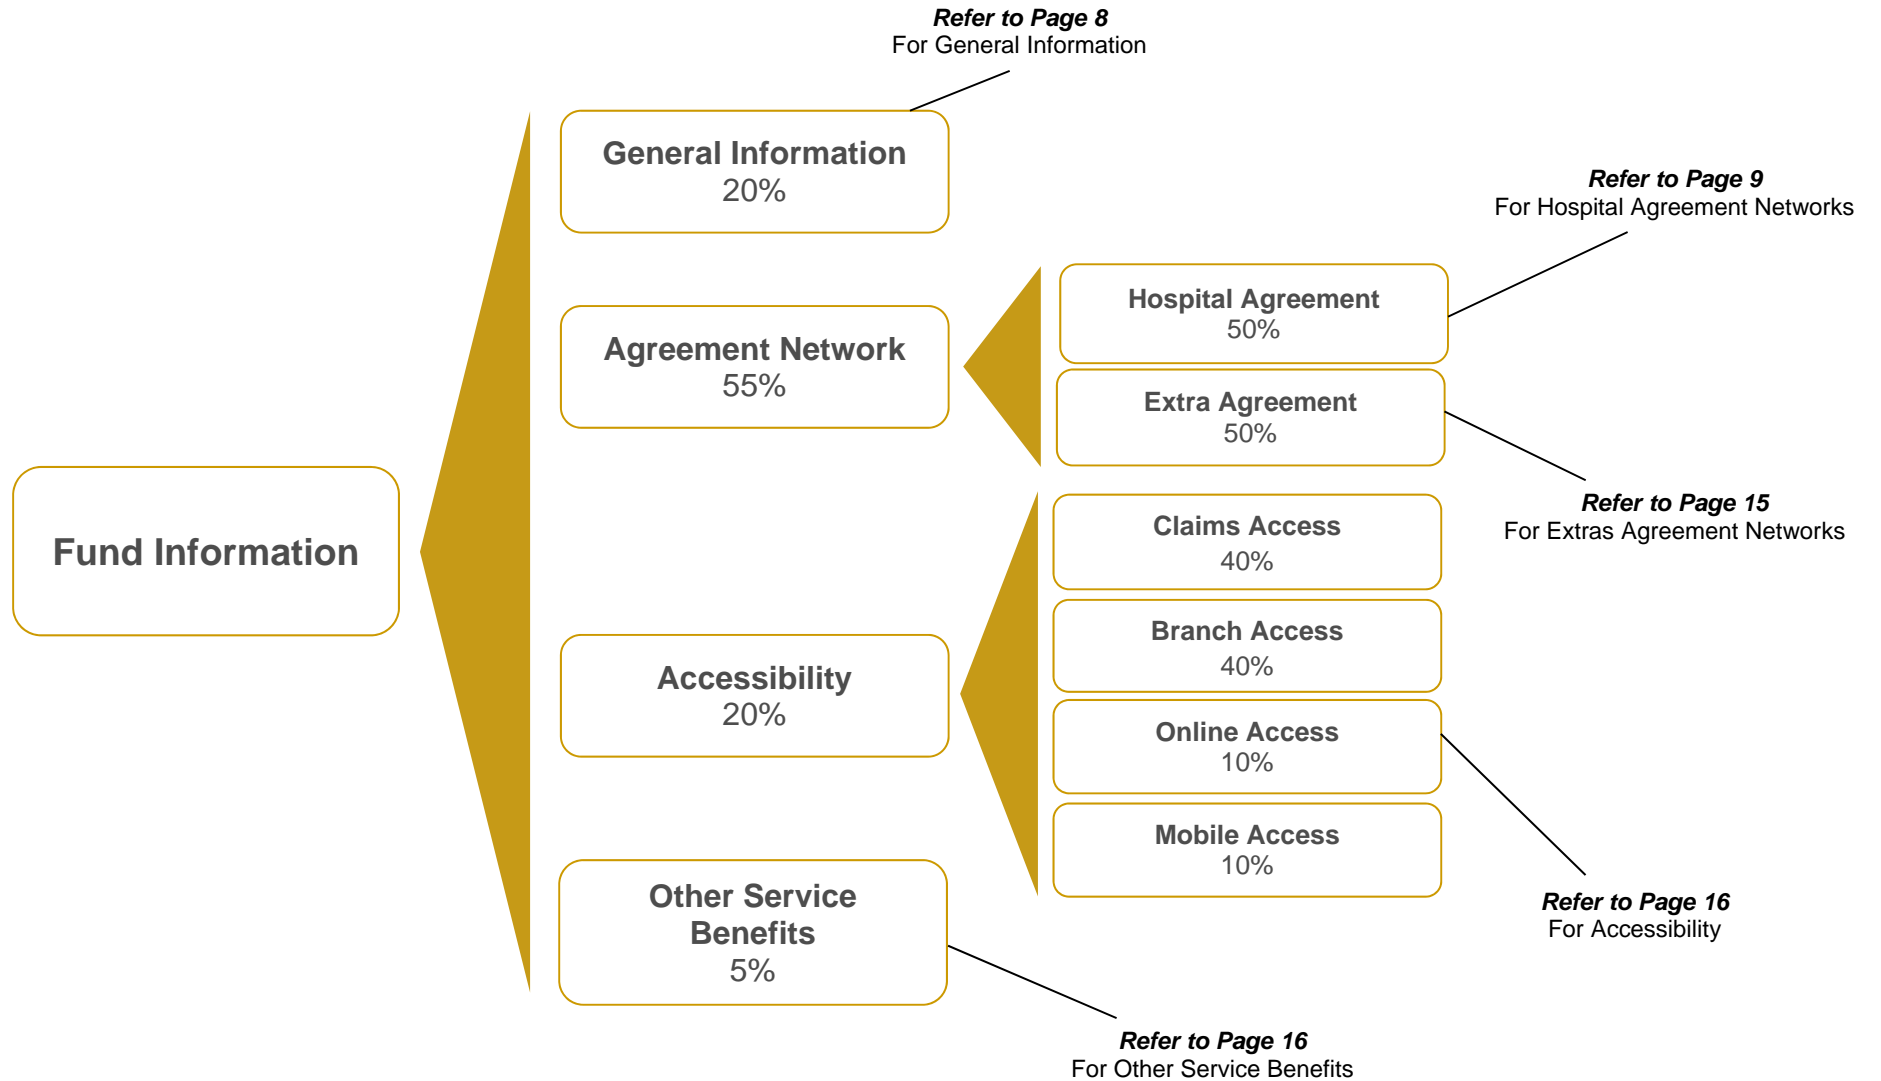 Refer to Page 8
For General Information
General Information
20%
Refer to Page 9
For Hospital Agreement Networks
Agreement Network
55%
Hospital Agreement
50%
Extra Agreement
50%
Refer to Page 15
For Extras Agreement Networks
Fund Information
Accessibility
20%
Claims Access
40%
Branch Access
40%
Online Access
10%
Mobile Access
10%
Refer to Page 16
For Accessibility
Other Service
Benefits
5%
Refer to Page 16
For Other Service Benefits